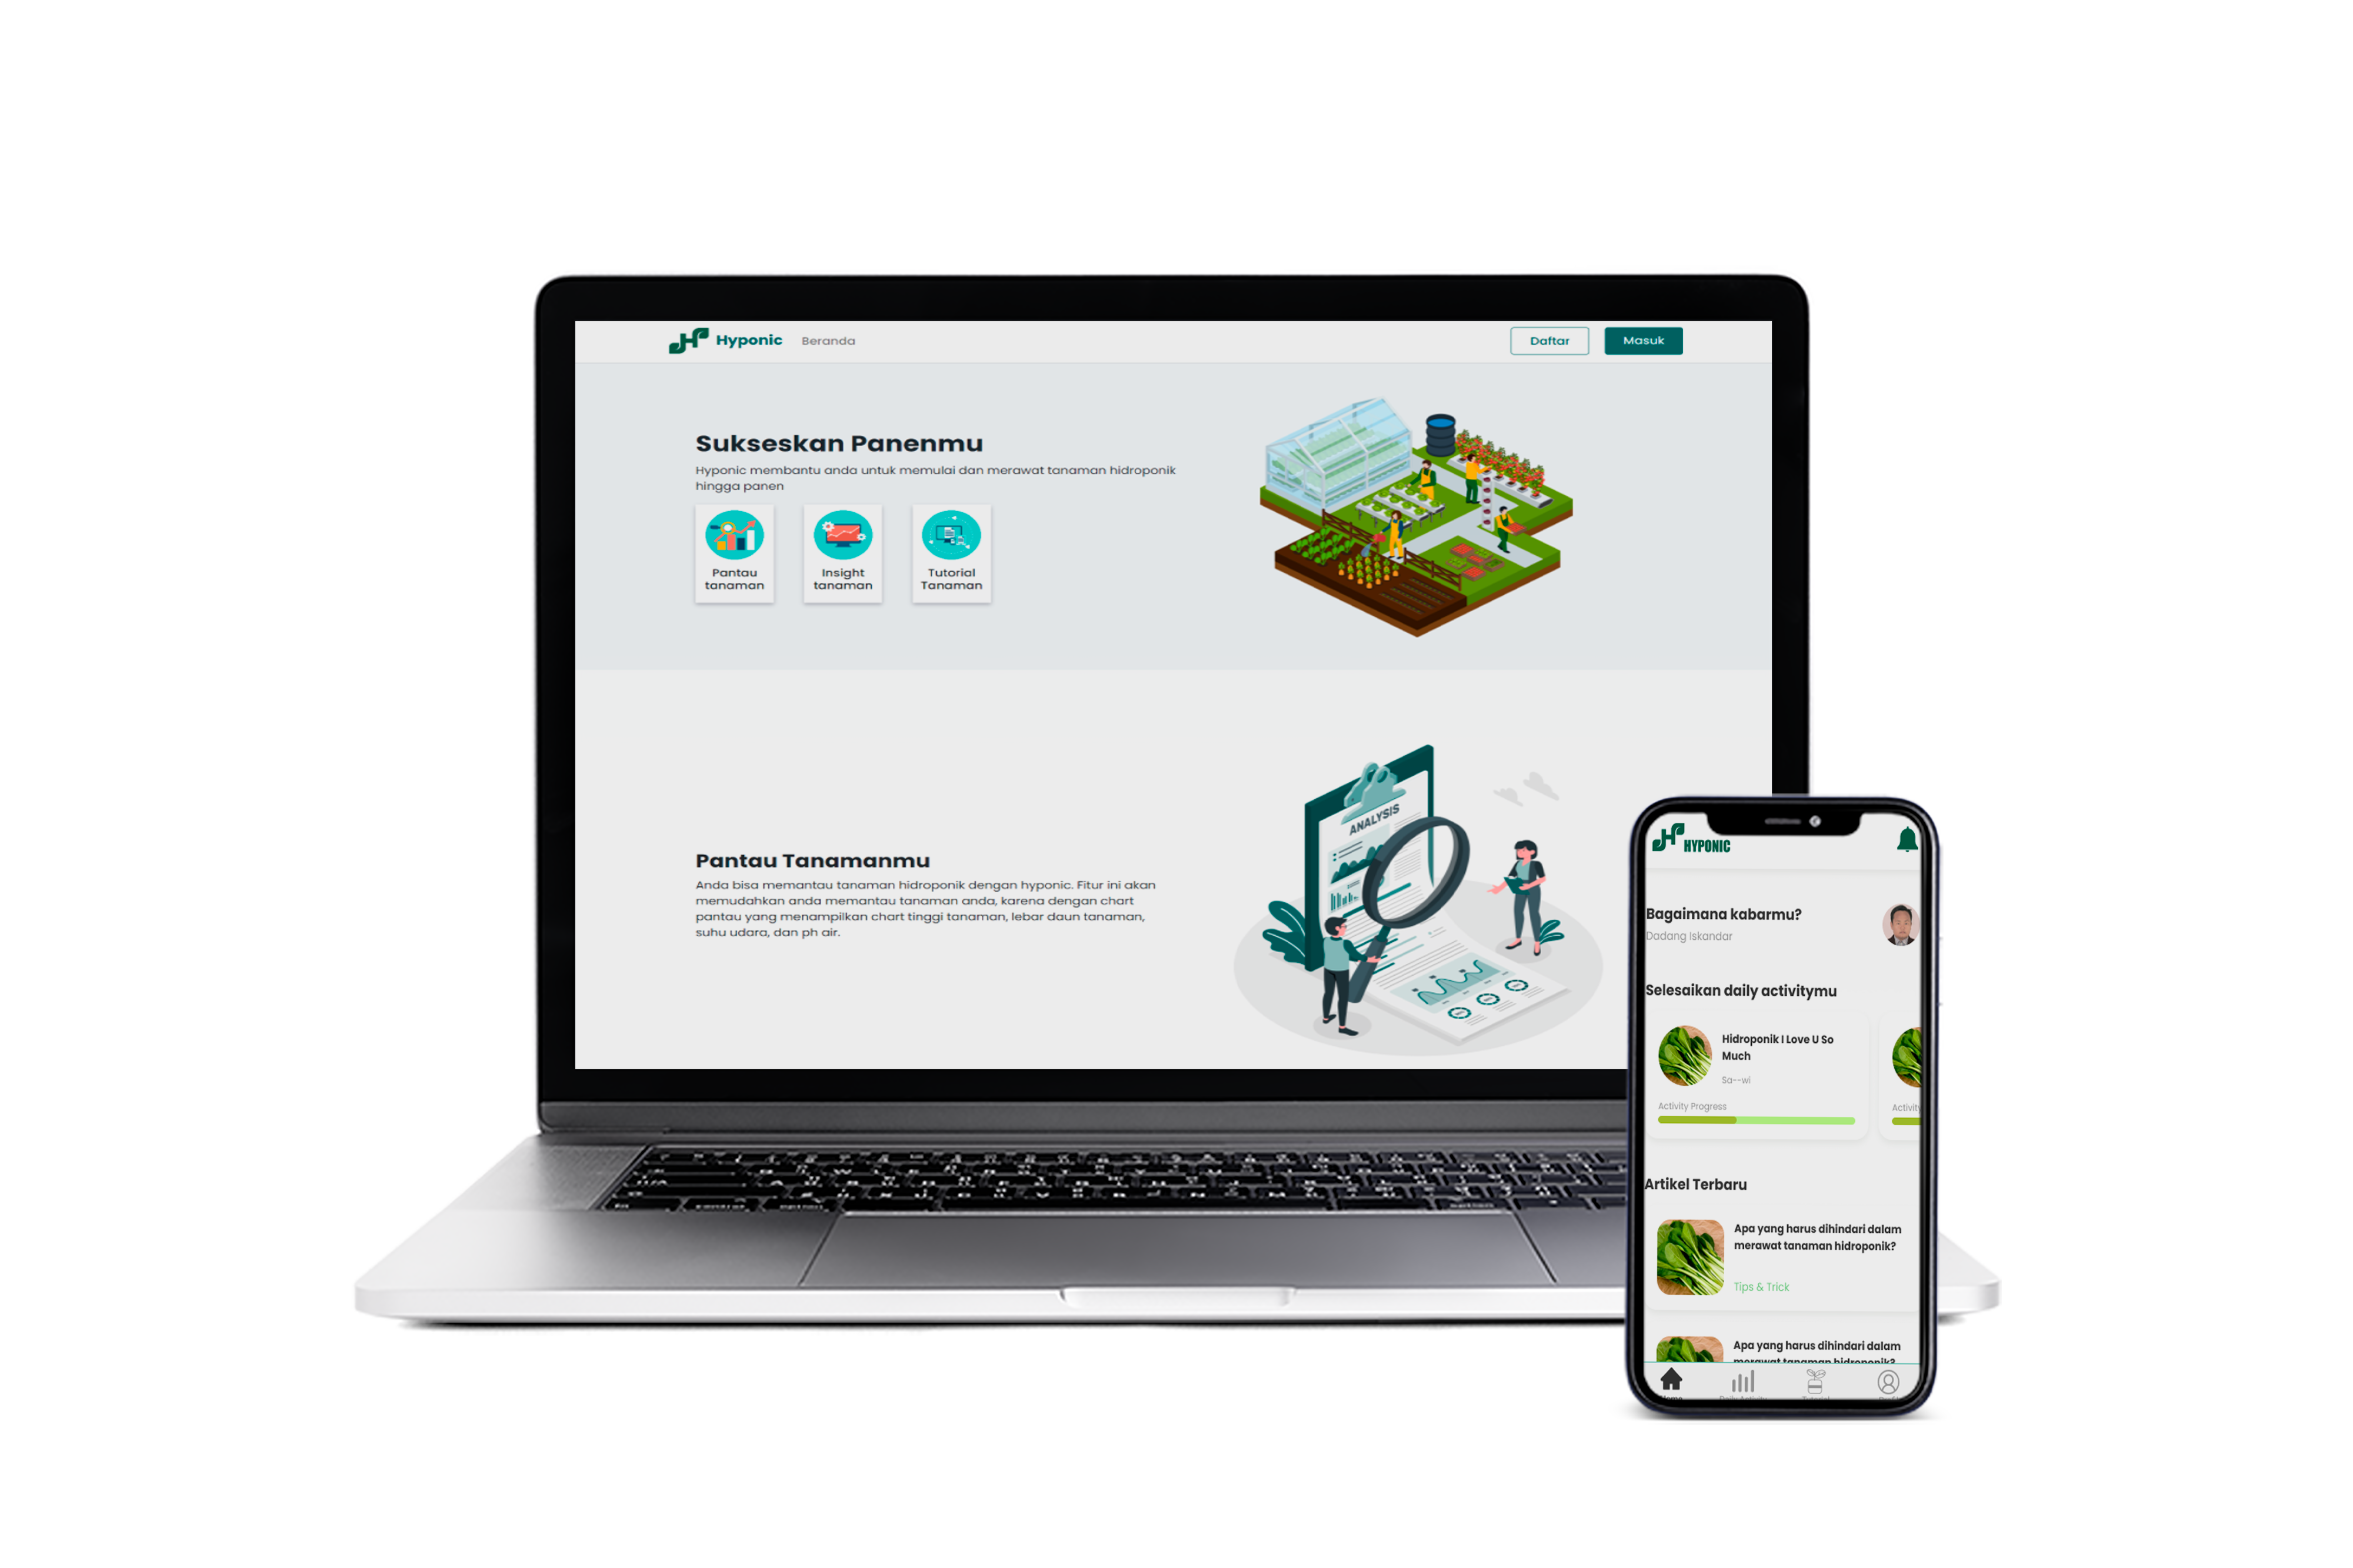 Hyponic Beranda Daftar Masuk
Sukseskan Panenmu
Hyponic membantu anda untuk memulai dan merawat tanaman hidroponik
hingga panen
Pantau
tanaman
Insight
tanaman
Tutorial
Tanaman
ANALYSIS
Pantau Tanamanmu
Anda bisa memantau tanaman hidroponik dengan hyponic. Fitur ini akan
memudahkan anda memantau tanaman anda, karena dengan chart
pantau yang menampilkan chart tinggi tanaman, lebar daun tanaman,
suhu udara, dan ph air.
HYPONIC
Bagaimana kabarmu?
Dadang Iskandar
Selesaikan daily activitymu
Hidroponik I Love U So
Much
Sa--wi
Activity Progress
Activity
Artikel Terbaru
Apa yang harus dihindari dalam
merawat tanaman hidroponik?
Tips & Trick
Apa yang harus dihindari dalam
merawat tanaman hidroponik?